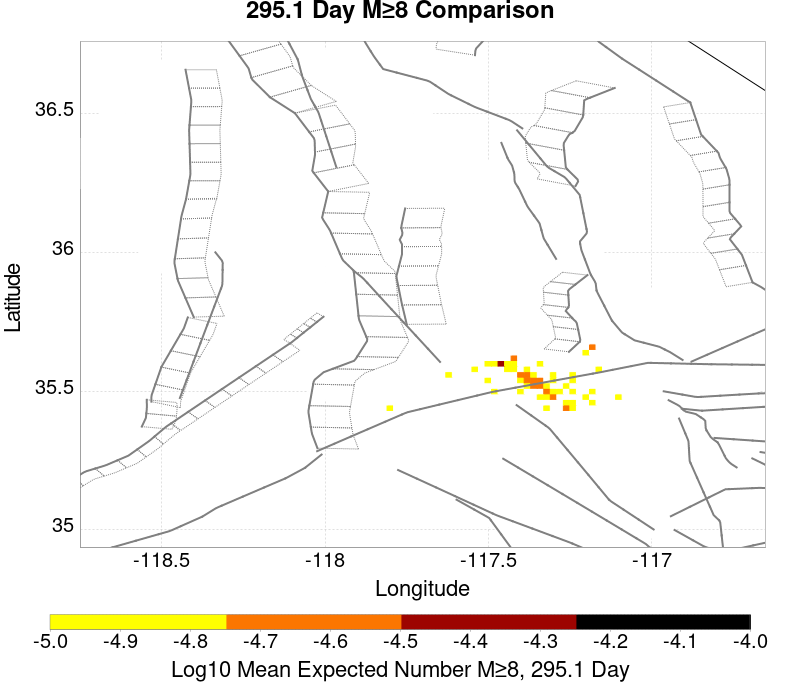 295.1 Day M≥8 Comparison
36.5
36
35.5
35
Latitude
-118.5 -118 -117.5 -117
Longitude
-5.0 -4.9 -4.8 -4.7 -4.6 -4.5 -4.4 -4.3 -4.2 -4.1 -4.0
Log10 Mean Expected Number M≥8, 295.1 Day